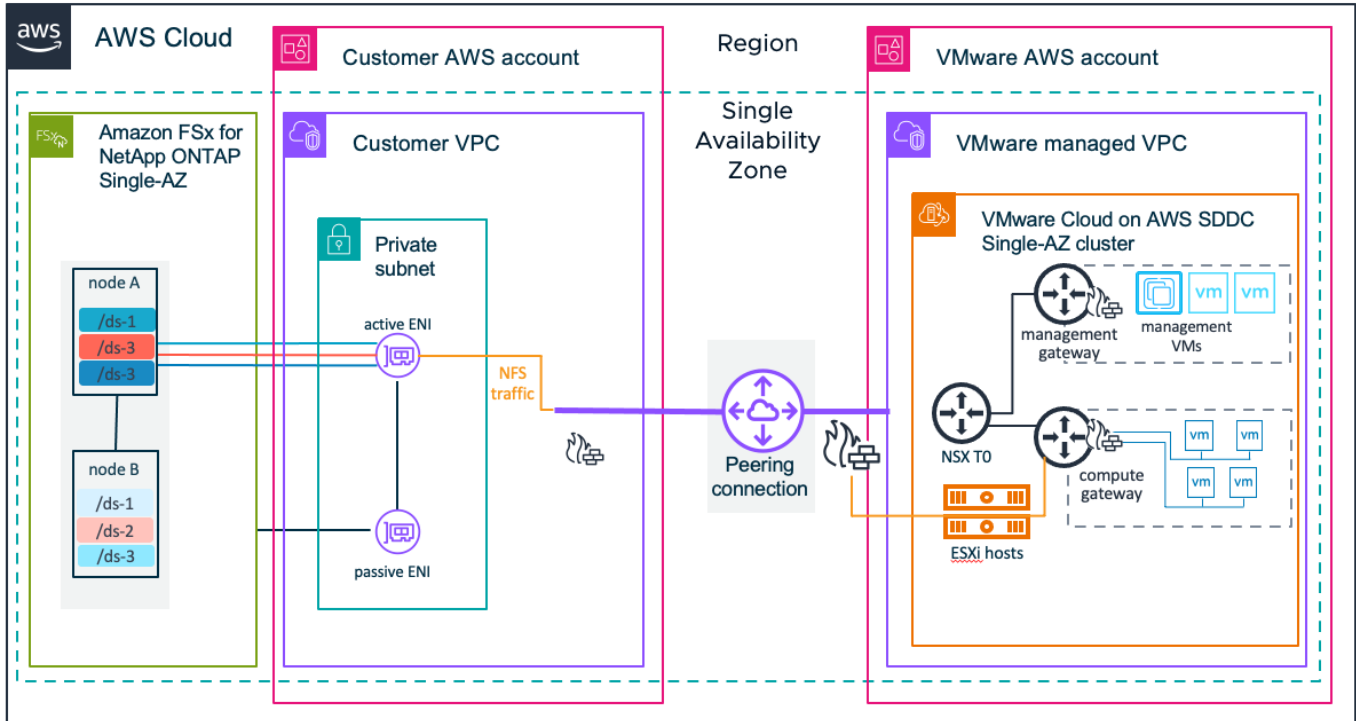 aws
AWS Cloud
Customer AWS account
Region
VMware AWS account
FSx
N
Amazon FSx for
NetApp ONTAP
Single-AZ
Customer VPC
Single
Availability
Zone
VMware managed VPC
Private
subnet
VMware Cloud on AWS SDDC
Single-AZ cluster
node A
/ds-1
/ds-3
/ds-3
active ENI
NFS
traffic
management
gateway
vm
vm
management
VMs
node B
/ds-1
/ds-2
/ds-3
passive ENI
Peering
connection
NSX T0
compute
gateway
vm
vm
vm
vm
ESXi hosts